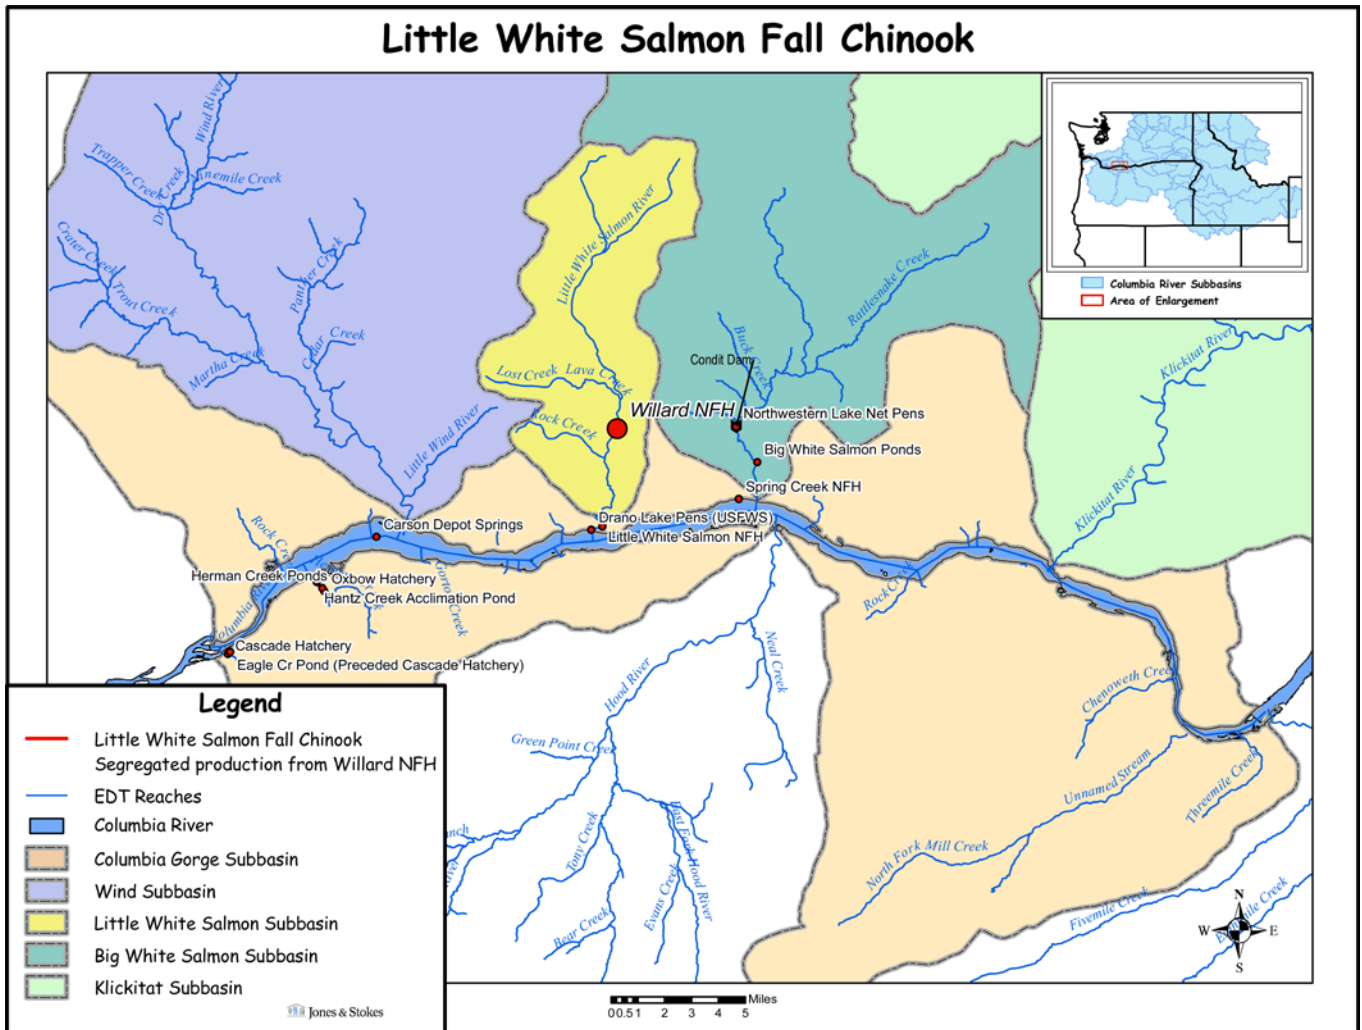 Little White Salmon Fall Chinook
Columbia River Subbasins
Area of Enlargement
Wind River
Trapper Creek
Dry Creek
Ninemile Creek
Crater Creek
Trout Creek
Panther Creek
Cedar Creek
Martha Creek
Little Wind River
Little White Salmon River
Lost Creek
Lava Creek
Rock Creek
Willard NFH
Buck Creek
Rattlesnake Creek
Condit Dam
Northwestern Lake Net Pens
Big White Salmon Ponds
Spring Creek NFH
Klickitat River
Klickitat River
Carson Depot Springs
Drano Lake Pens (USFWS)
Little White Salmon NFH
Rock Cree
Herman Creek Ponds
Oxbow Hatchery
Hantz Creek Acclimation Pond
Gorton Creek
Columbia River
Cascade Hatchery
Eagle Cr Pond (Preceded Cascade Hatchery)
Rock Creek
Hood River
Neal Creek
Green Point Creek
Tony Creek
Bear Creek
Evans Creek
East Fork Hood River
Chenoweth Creek
Unnamed Stream
Threemile Creek
North Fork Mill Creek
Fivemile Creek
N
W E
S
Legend
Little White Salmon Fall Chinook
Segregated production from Willard NFH
EDT Reaches
Columbia River
Columbia Gorge Subbasin
Wind Subbasin
Little White Salmon Subbasin
Big White Salmon Subbasin
Klickitat Subbasin
Jones & Stokes
Miles
0 0.5 1 2 3 4 5